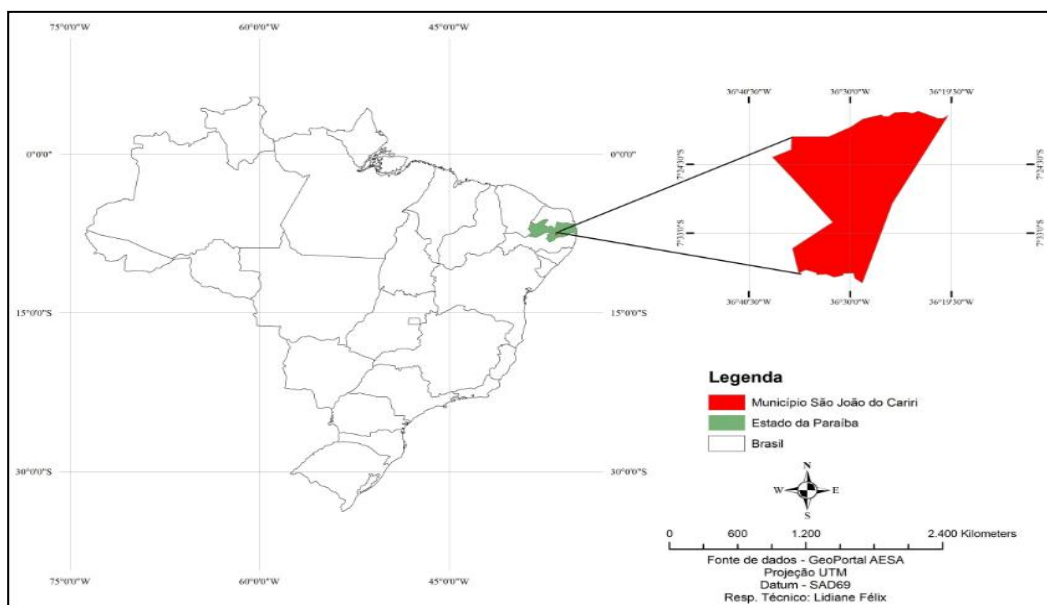 75°0'0"W
60°0'0"W
45°0'0"W
36°40'30"W
36°30'0"W
36°19'30"W
0°0'0"
0°0'0"
7°24'30"S
7°24'30"S
7°33'0"S
7°33'0"S
36°40'30"W
36°30'0"W
36°19'30"W
15°0'0"S
15°0'0"S
Legenda
Município São João do Cariri
Estado da Paraíba
Brasil
30°0'0"S
30°0'0"S
N
W
E
S
0
600
1.200
2.400 Kilometers
Fonte de dados - GeoPortal AESA
Projeção UTM
Datum - SAD69
Resp. Técnico: Lidiane Félix
75°0'0"W
60°0'0"W
45°0'0"W